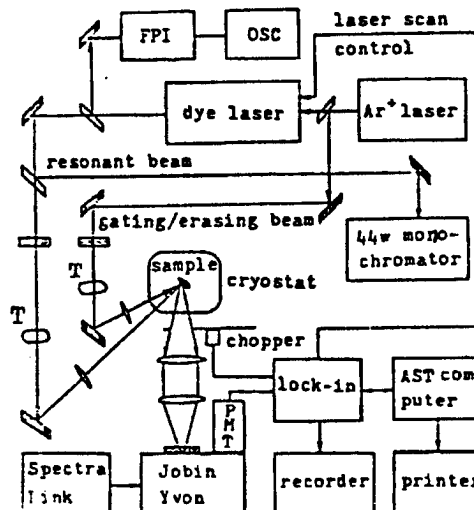 laser scan
control
FPI
OSC
dye laser
Ar+ laser
resonant beam
gating/erasing beam
44w mono-
chromator
sample
cryostat
T
T
chopper
lock-in
AST com
puter
PMT
Spectra
Link
Jobin
Yvon
recorder
printer